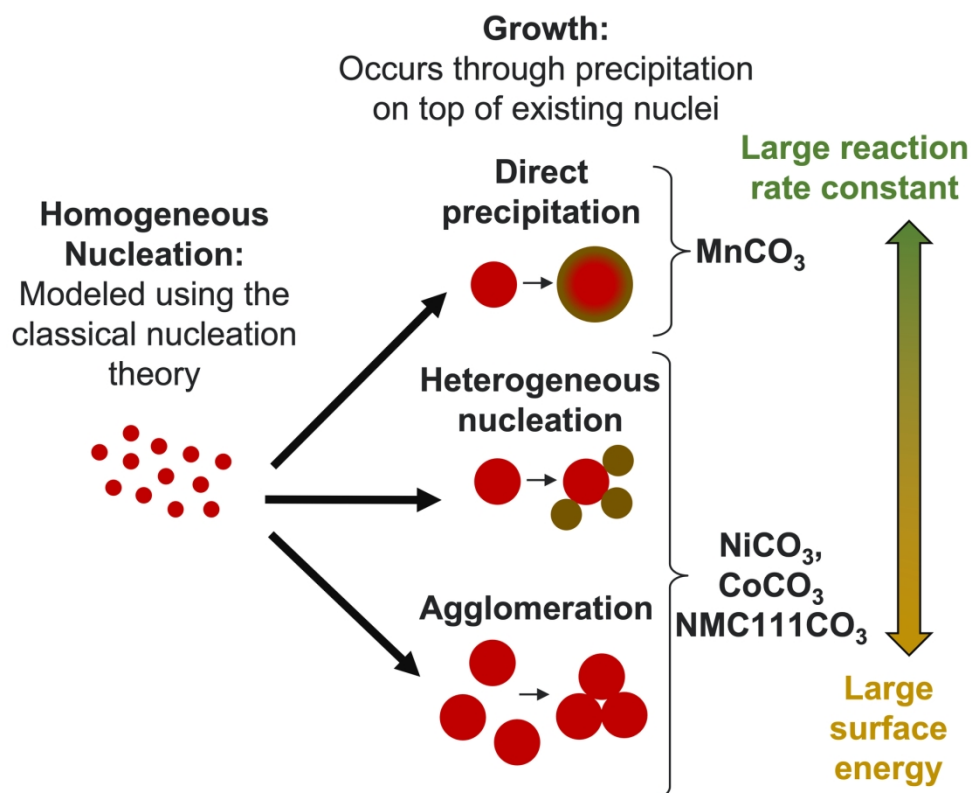 Growth:
Occurs through precipitation
on top of existing nuclei
Large reaction
rate constant
Homogeneous
Nucleation:
Modeled using the
classical nucleation
theory
Direct
precipitation
MnCO₃
Heterogeneous
nucleation
Agglomeration
NiCO₃,
CoCO₃
NMC111CO₃
Large
surface
energy